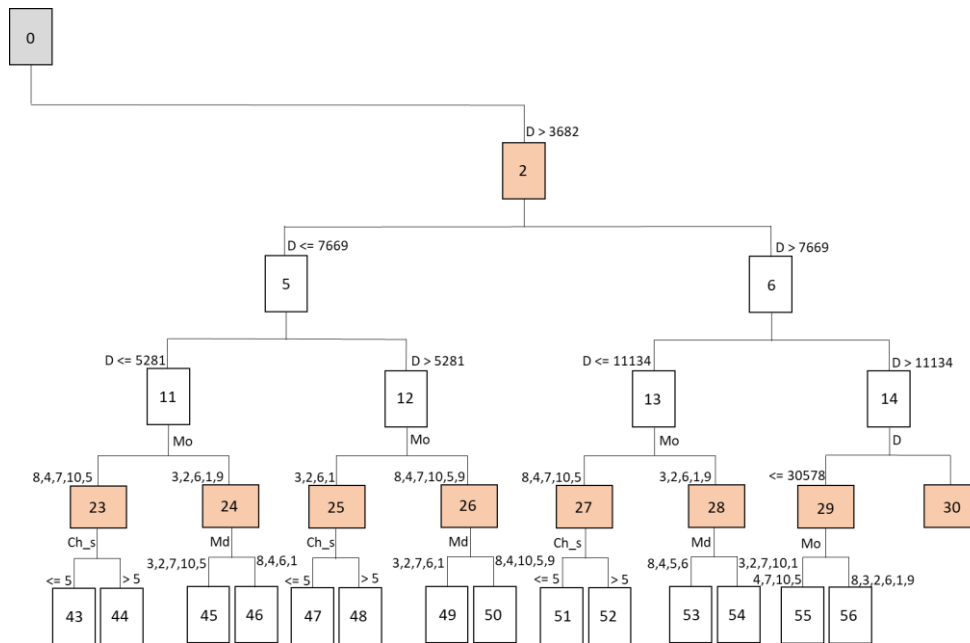 0
D > 3682
2
D <= 7669
D > 7669
5
6
D <= 5281
D > 5281
D <= 11134
D > 11134
11
12
13
14
Mo
Mo
Mo
D
8,4,7,10,5
3,2,6,1,9
3,2,6,1
8,4,7,10,5,9
8,4,7,10,5
3,2,6,1,9
<= 30578
23
24
25
26
27
28
29
30
Ch_s
Md
Ch_s
Md
Ch_s
Md
Mo
<= 5
> 5
3,2,7,10,5
8,4,6,1
<= 5
> 5
3,2,7,6,1
8,4,10,5,9
<= 5
> 5
8,4,5,6
3,2,7,10,1
4,7,10,5
8,3,2,6,1,9
43
44
45
46
47
48
49
50
51
52
53
54
55
56